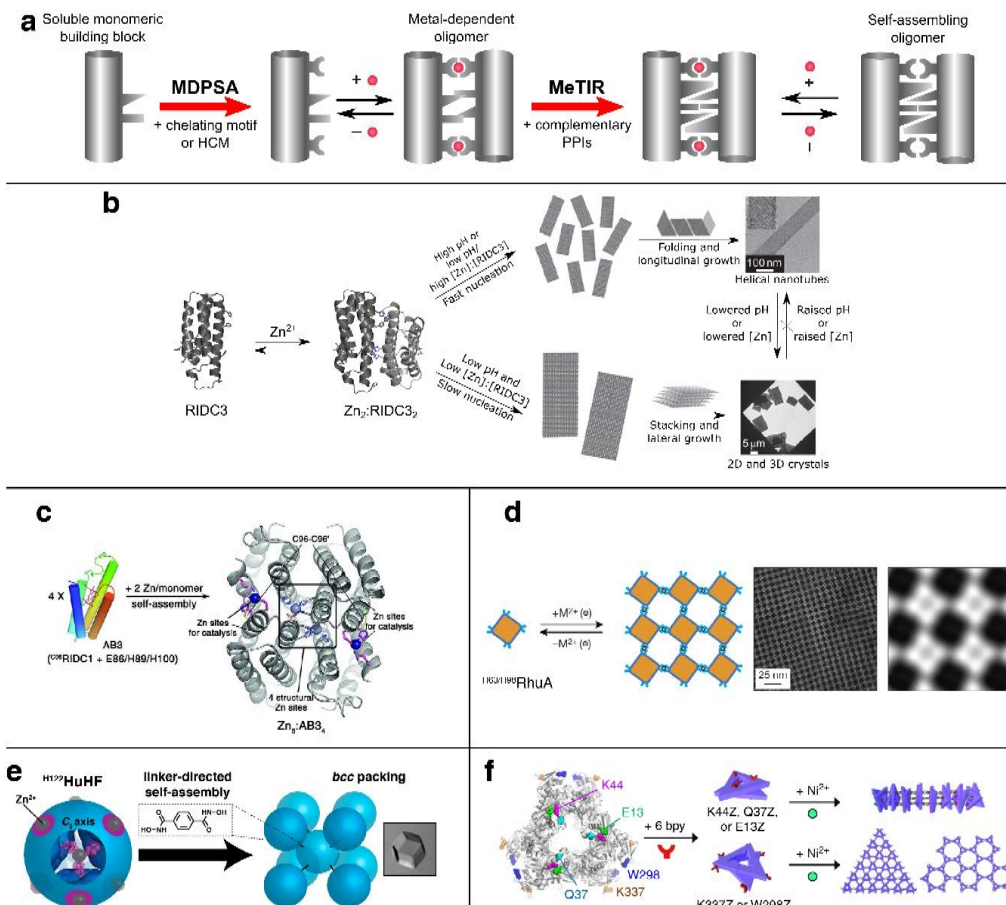 a
Soluble monomeric
building block
MDPSA
+ chelating motif
or HCM
+
–
Metal-dependent
oligomer
MeTIR
+ complementary
PPIs
+
–
Self-assembling
oligomer
b
RIDC3
Zn2+
Zn2:RIDC32
High pH or
low pH/
high [Zn]:[RIDC3]
Fast nucleation
Folding and
longitudinal growth
100 nm
Helical nanotubes
Lowered pH
or
lowered [Zn]
Raised pH
or
raised [Zn]
Low pH and
Low [Zn]:[RIDC3]
Slow nucleation
Stacking and
lateral growth
5 µm
2D and 3D crystals
c
4 X
AB3
(C96RIDC1 + E86/H89/H100)
+ 2 Zn/monomer
self-assembly
C96-C96'
Zn sites
for catalysis
Zn sites
for catalysis
4 structural
Zn sites
Zn8:AB34
d
H63/H98RhuA
+M2+
−M2+
25 nm
e
H122HuHF
Zn2+
C3 axis
linker-directed
self-assembly
bcc packing
f
K44
E13
W298
K337
Q37
+ 6 bpy
K44Z, Q37Z,
or E13Z
+ Ni2+
K337Z or W298Z
+ Ni2+